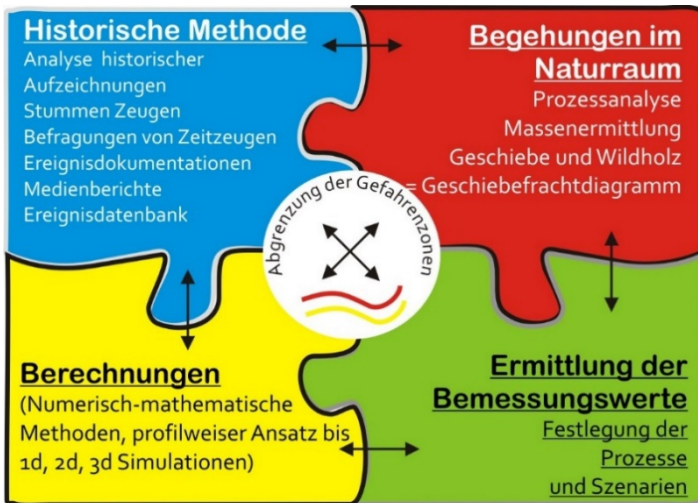 Historische Methode
Analyse historischer
Aufzeichnungen
Stummen Zeugen
Befragungen von Zeitzeugen
Ereignisdokumentationen
Medienberichte
Ereignisdatenbank
Begehungen im
Naturraum
Prozessanalyse
Massenermittlung
Geschiebe und Wildholz
= Geschiebefrachtdiagramm
Abgrenzung der Gefahrenzonen
Berechnungen
(Numerisch-mathematische
Methoden, profilweiser Ansatz bis
1d, 2d, 3d Simulationen)
Ermittlung der
Bemessungswerte
Festlegung der
Prozesse
und Szenarien